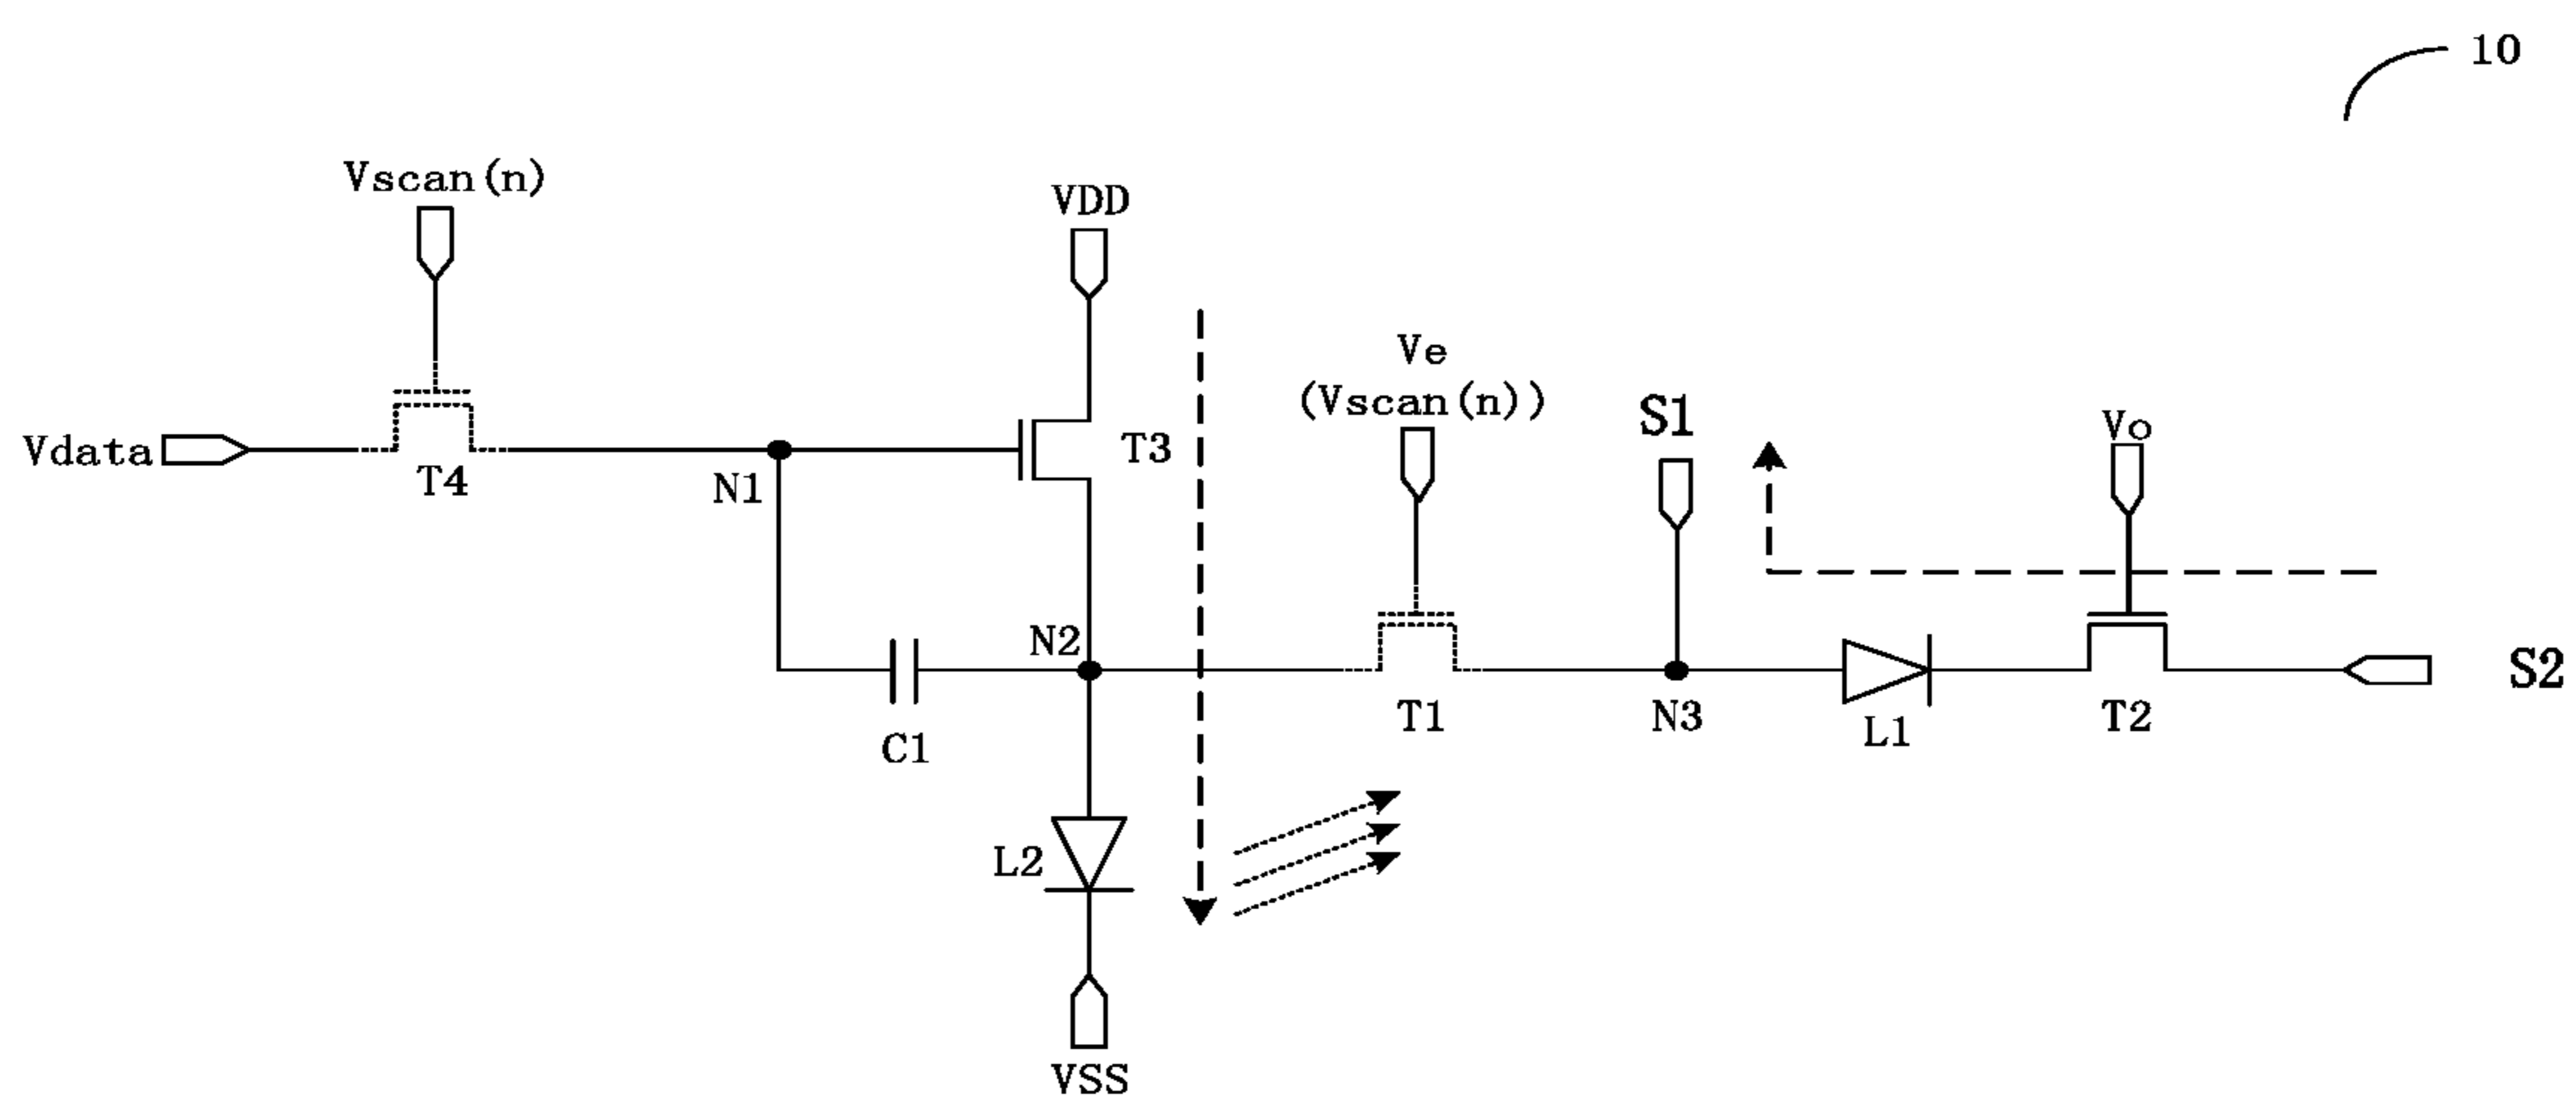 10
Vscan(n)
VDD
Ve
(Vscan(n))
S1
Vo
Vdata
T4
N1
T3
N2
C1
T1
N3
L1
T2
S2
L2
VSS